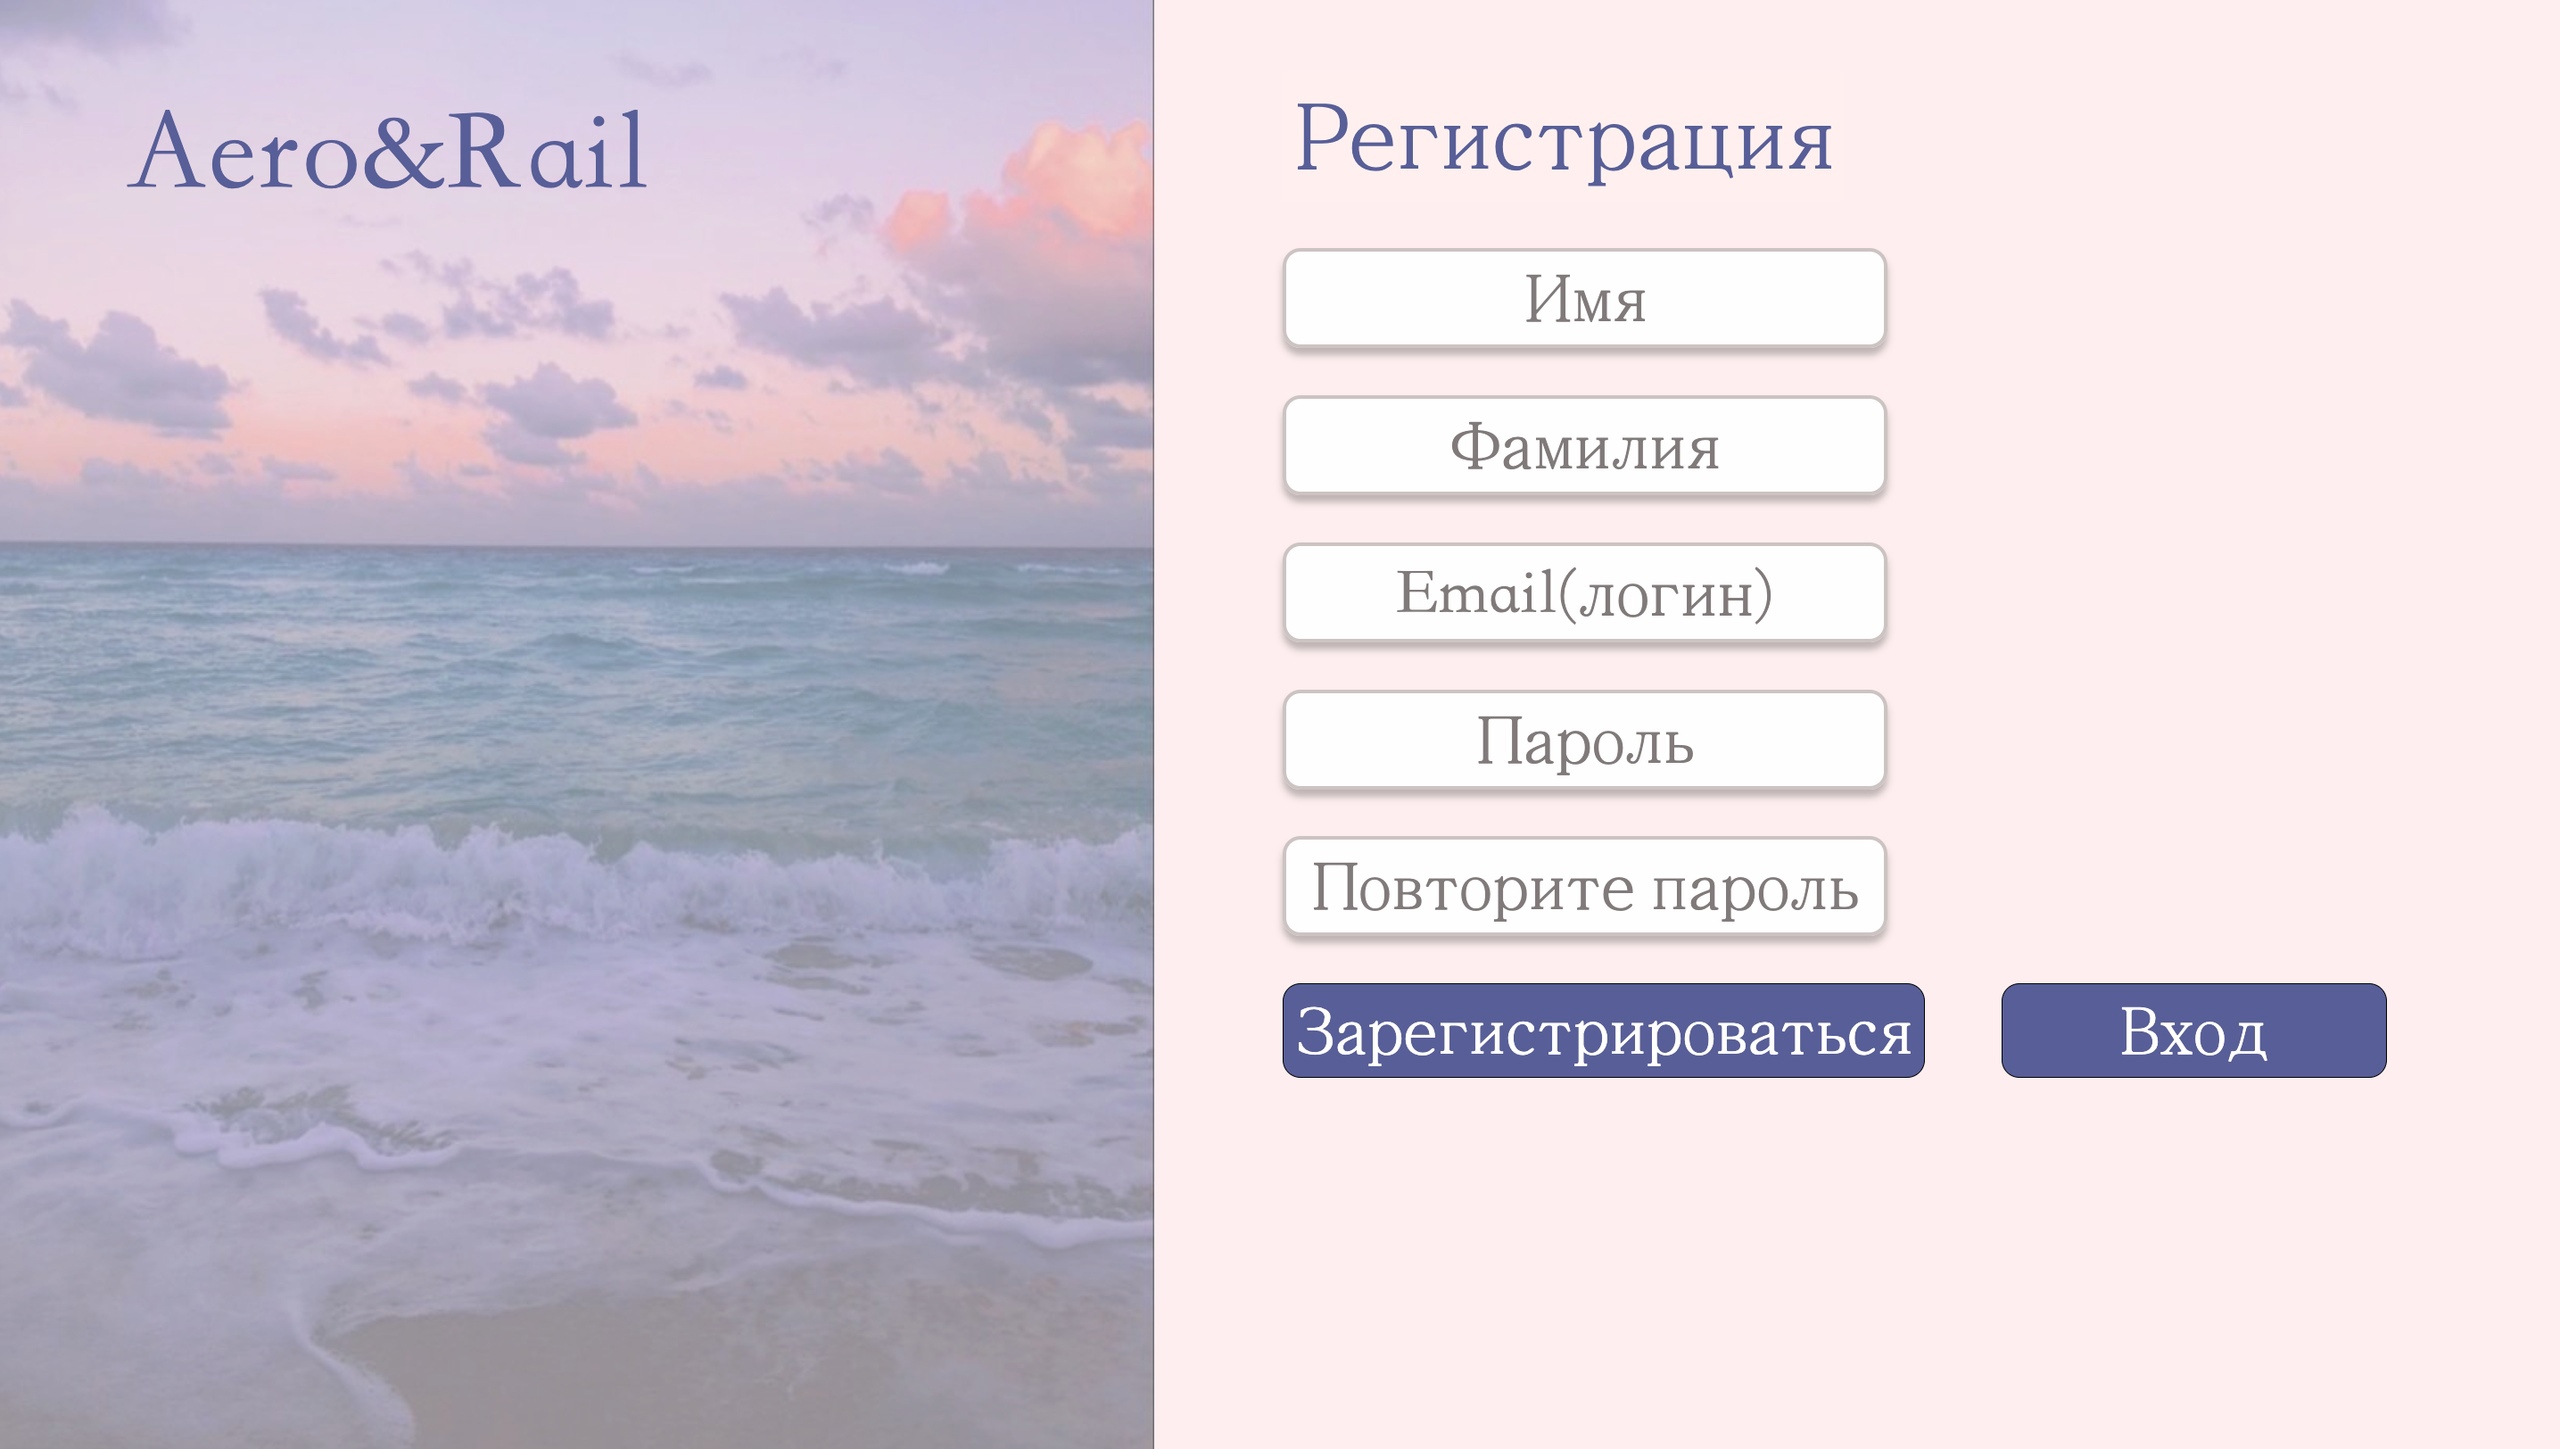 Aero&Rail
Регистрация
Имя
Фамилия
Email(логин)
Пароль
Повторите пароль
Зарегистрироваться
Вход